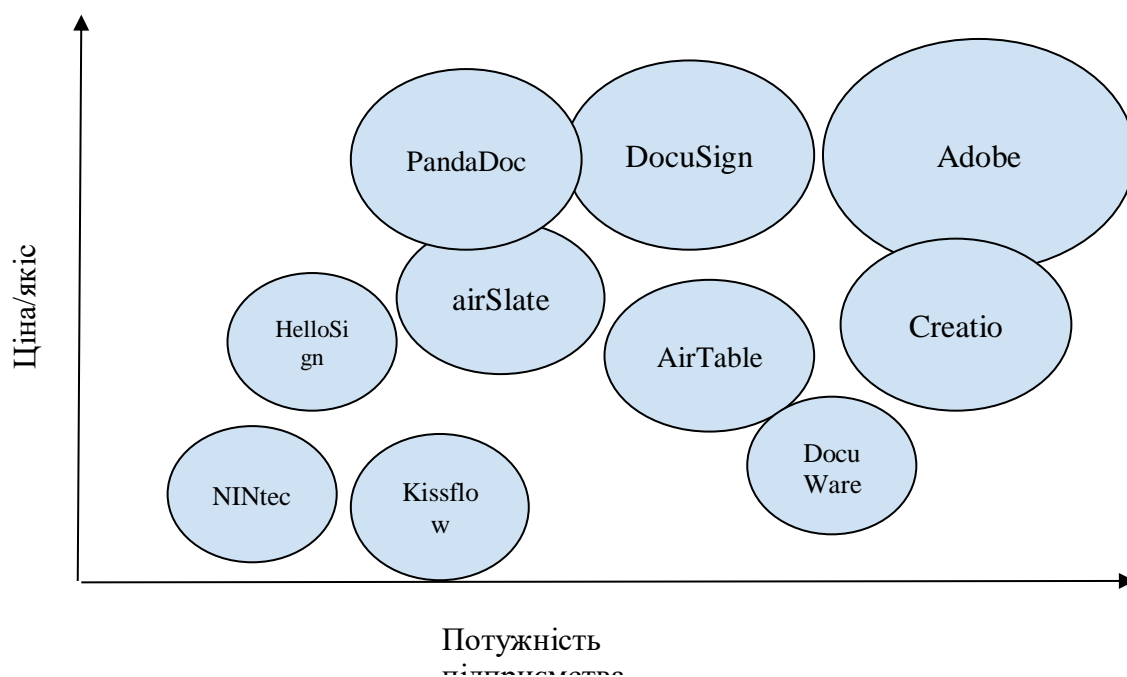 PandaDoc
DocuSign
Adobe
airSlate
HelloSi
gn
AirTable
Creatio
NINtec
Kissflo
w
Docu
Ware
Ціна/якіс
Потужність